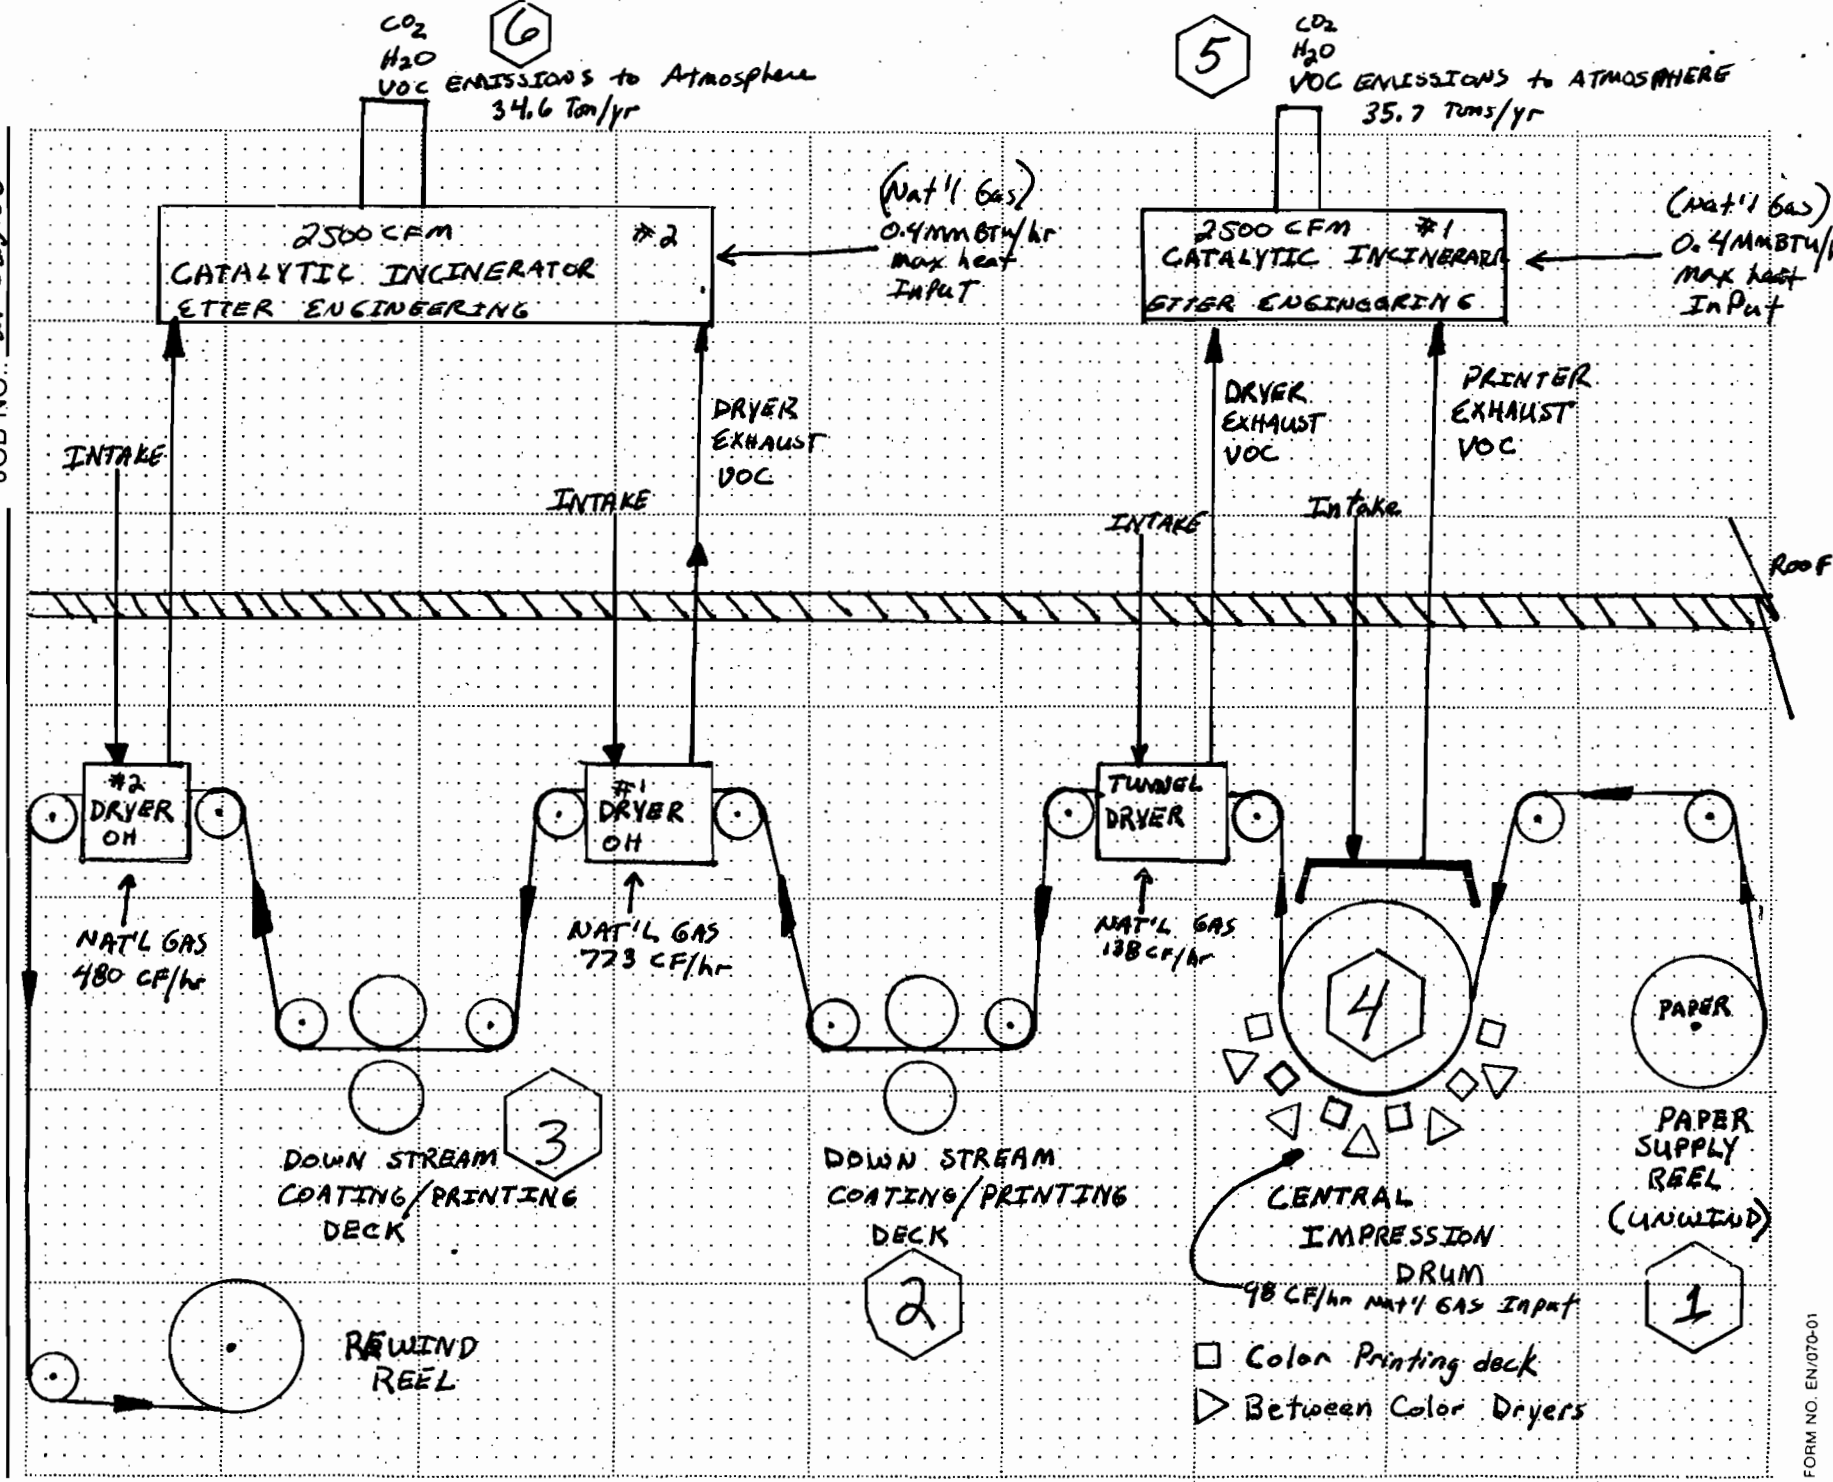 CO2
H2O
VOC EMISSIONS to Atmosphere
34.6 Ton/yr
6
5
CO2
H2O
VOC EMISSIONS to ATMOSPHERE
35.7 Tons/yr
JOB NO.:
2500 CFM #2
CATALYTIC INCINERATOR
ETTER ENGINEERING
(Nat'l Gas)
0.4MMBTU/hr
max heat
InPUT
2500 CFM #1
CATALYTIC INCINERATR
ETTER ENGINEERING
(Nat'l Gas)
0.4MMBTU/h
max heat
InPut
INTAKE
DRYER
EXHAUST
VOC
INTAKE
DRYER
EXHAUST
VOC
PRINTER
EXHAUST
VOC
INTAKE
Intake
ROOF
#2
DRYER
OH
#1
DRYER
OH
TUNNEL
DRYER
NAT'L GAS
480 CF/hr
NAT'L GAS
723 CF/hr
NAT'L GAS
138 CF/hr
4
PAPER
3
DOWN STREAM
COATING/PRINTING
DECK
DOWN STREAM
COATING/PRINTING
DECK
2
CENTRAL
IMPRESSION
DRUM
98 CF/hr Nat'l GAS Input
PAPER
SUPPLY
REEL
(UNWIND)
1
REWIND
REEL
Color Printing deck
Between Color Dryers
FORM NO. EN/070-01